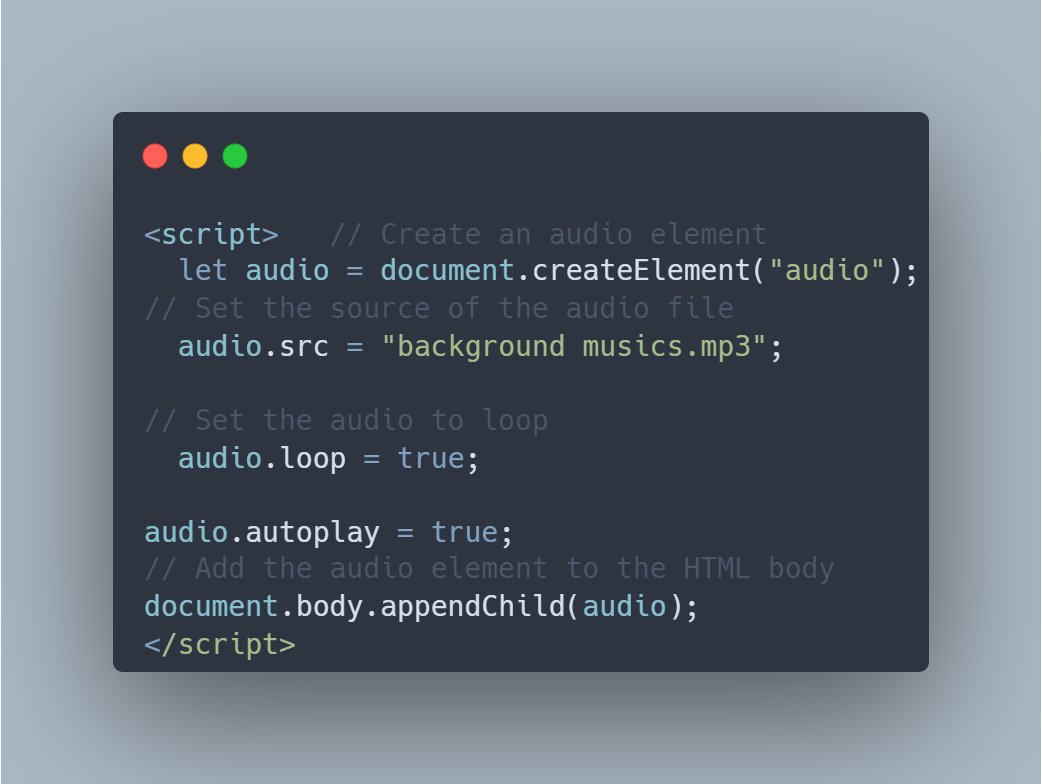 <script>   // Create an audio element
  let audio = document.createElement("audio");
// Set the source of the audio file
  audio.src = "background musics.mp3";

// Set the audio to loop
  audio.loop = true;

audio.autoplay = true;
// Add the audio element to the HTML body
document.body.appendChild(audio);
</script>